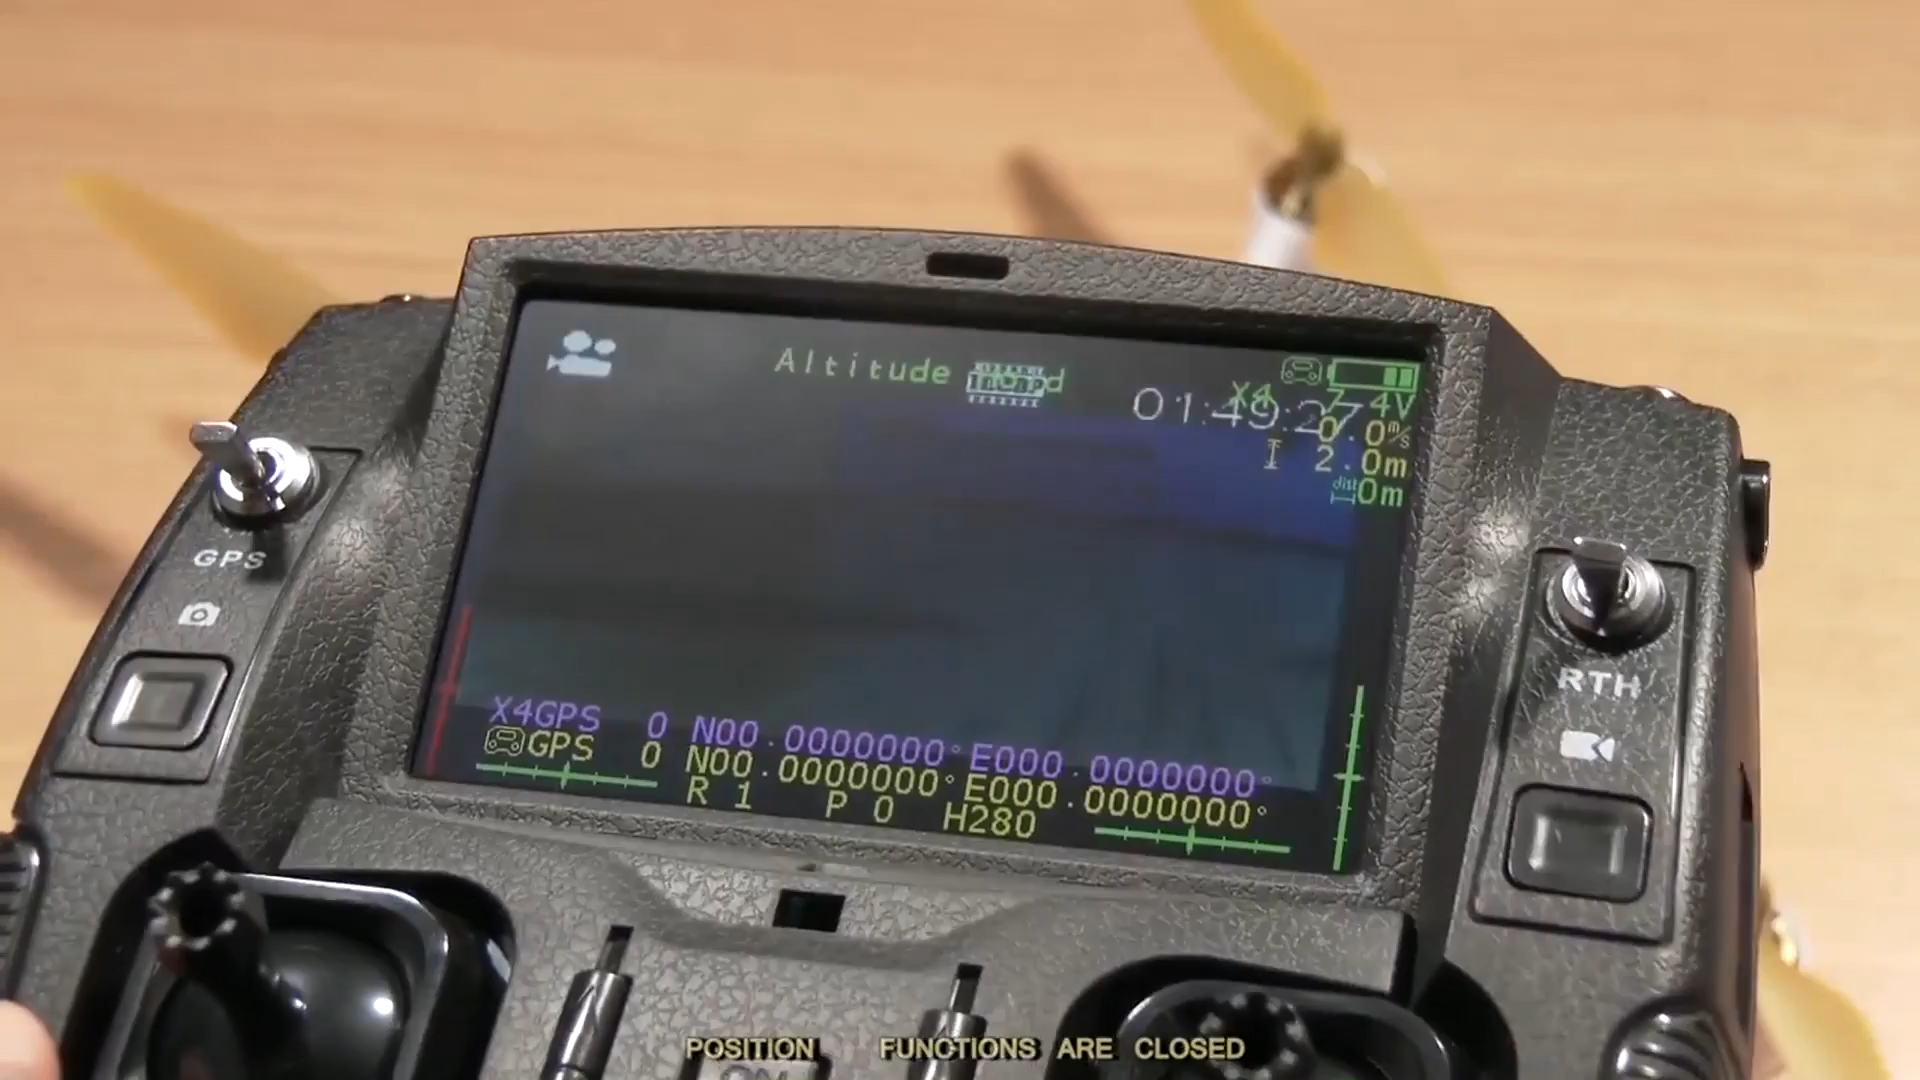 Altitude
X4 7.4V
01:49:27
0.0m/s
2.0m
dist 0m
GPS
RTH
X4GPS 0 N00.0000000° E000.0000000°
GPS 0 N00.0000000° E000.0000000°
R 1 P 0 H280
POSITION FUNCTIONS ARE CLOSED